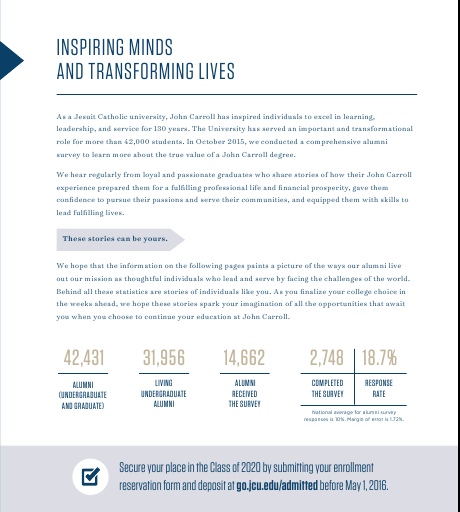 INSPIRING MINDS
AND TRANSFORMING LIVES
As a Jesuit Catholic university, John Carroll has inspired individuals to excel in learning,
leadership, and service for 130 years. The University has served an important and transformational
role for more than 42,000 students. In October 2015, we conducted a comprehensive alumni
survey to learn more about the true value of a John Carroll degree.
We hear regularly from loyal and passionate graduates who share stories of how their John Carroll
experience prepared them for a fulfilling professional life and financial prosperity, gave them
confidence to pursue their passions and serve their communities, and equipped them with skills to
lead fulfilling lives.
These stories can be yours.
We hope that the information on the following pages paints a picture of the ways our alumni live
out our mission as thoughtful individuals who lead and serve by facing the challenges of the world.
Behind all these statistics are stories of individuals like you. As you finalize your college choice in
the weeks ahead, we hope these stories spark your imagination of all the opportunities that await
you when you choose to continue your education at John Carroll.
42,431 31,956 14,662 2,748 18.7%
ALUMNI
(UNDERGRADUATE
AND GRADUATE)
LIVING
UNDERGRADUATE
ALUMNI
ALUMNI
RECEIVED
THE SURVEY
COMPLETED
THE SURVEY
RESPONSE
RATE
National average for alumni survey
responses is 10%. Margin of error is 1.72%.
Secure your place in the Class of 2020 by submitting your enrollment
reservation form and deposit at go.jcu.edu/admitted before May 1, 2016.